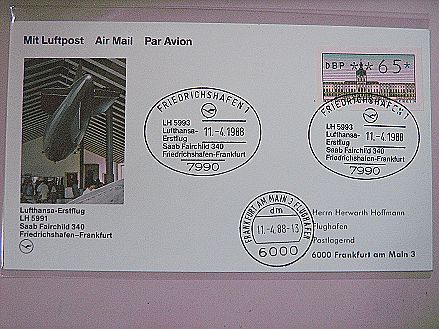 Mit Luftpost Air Mail Par Avion
DBP **65*
FRIEDRICHSHAFEN 1
LH 5993
Lufthansa- 11.-4.1988
Erstflug
Saab Fairchild 340
Friedrichshafen-Frankfurt
7990
FRIEDRICHSHAFEN 1
LH 5993
Lufthansa- 11.-4.1988
Erstflug
Saab Fairchild 340
Friedrichshafen-Frankfurt
7990
Lufthansa-Erstflug
LH 5991
Saab Fairchild 340
Friedrichshafen-Frankfurt
FRANKFURT AM MAIN 3 FLUGHAFEN
dm
11.-4.88-13
6000
Herrn Herwarth Hoffmann
Flughafen
Postlagernd
6000 Frankfurt am Main 3